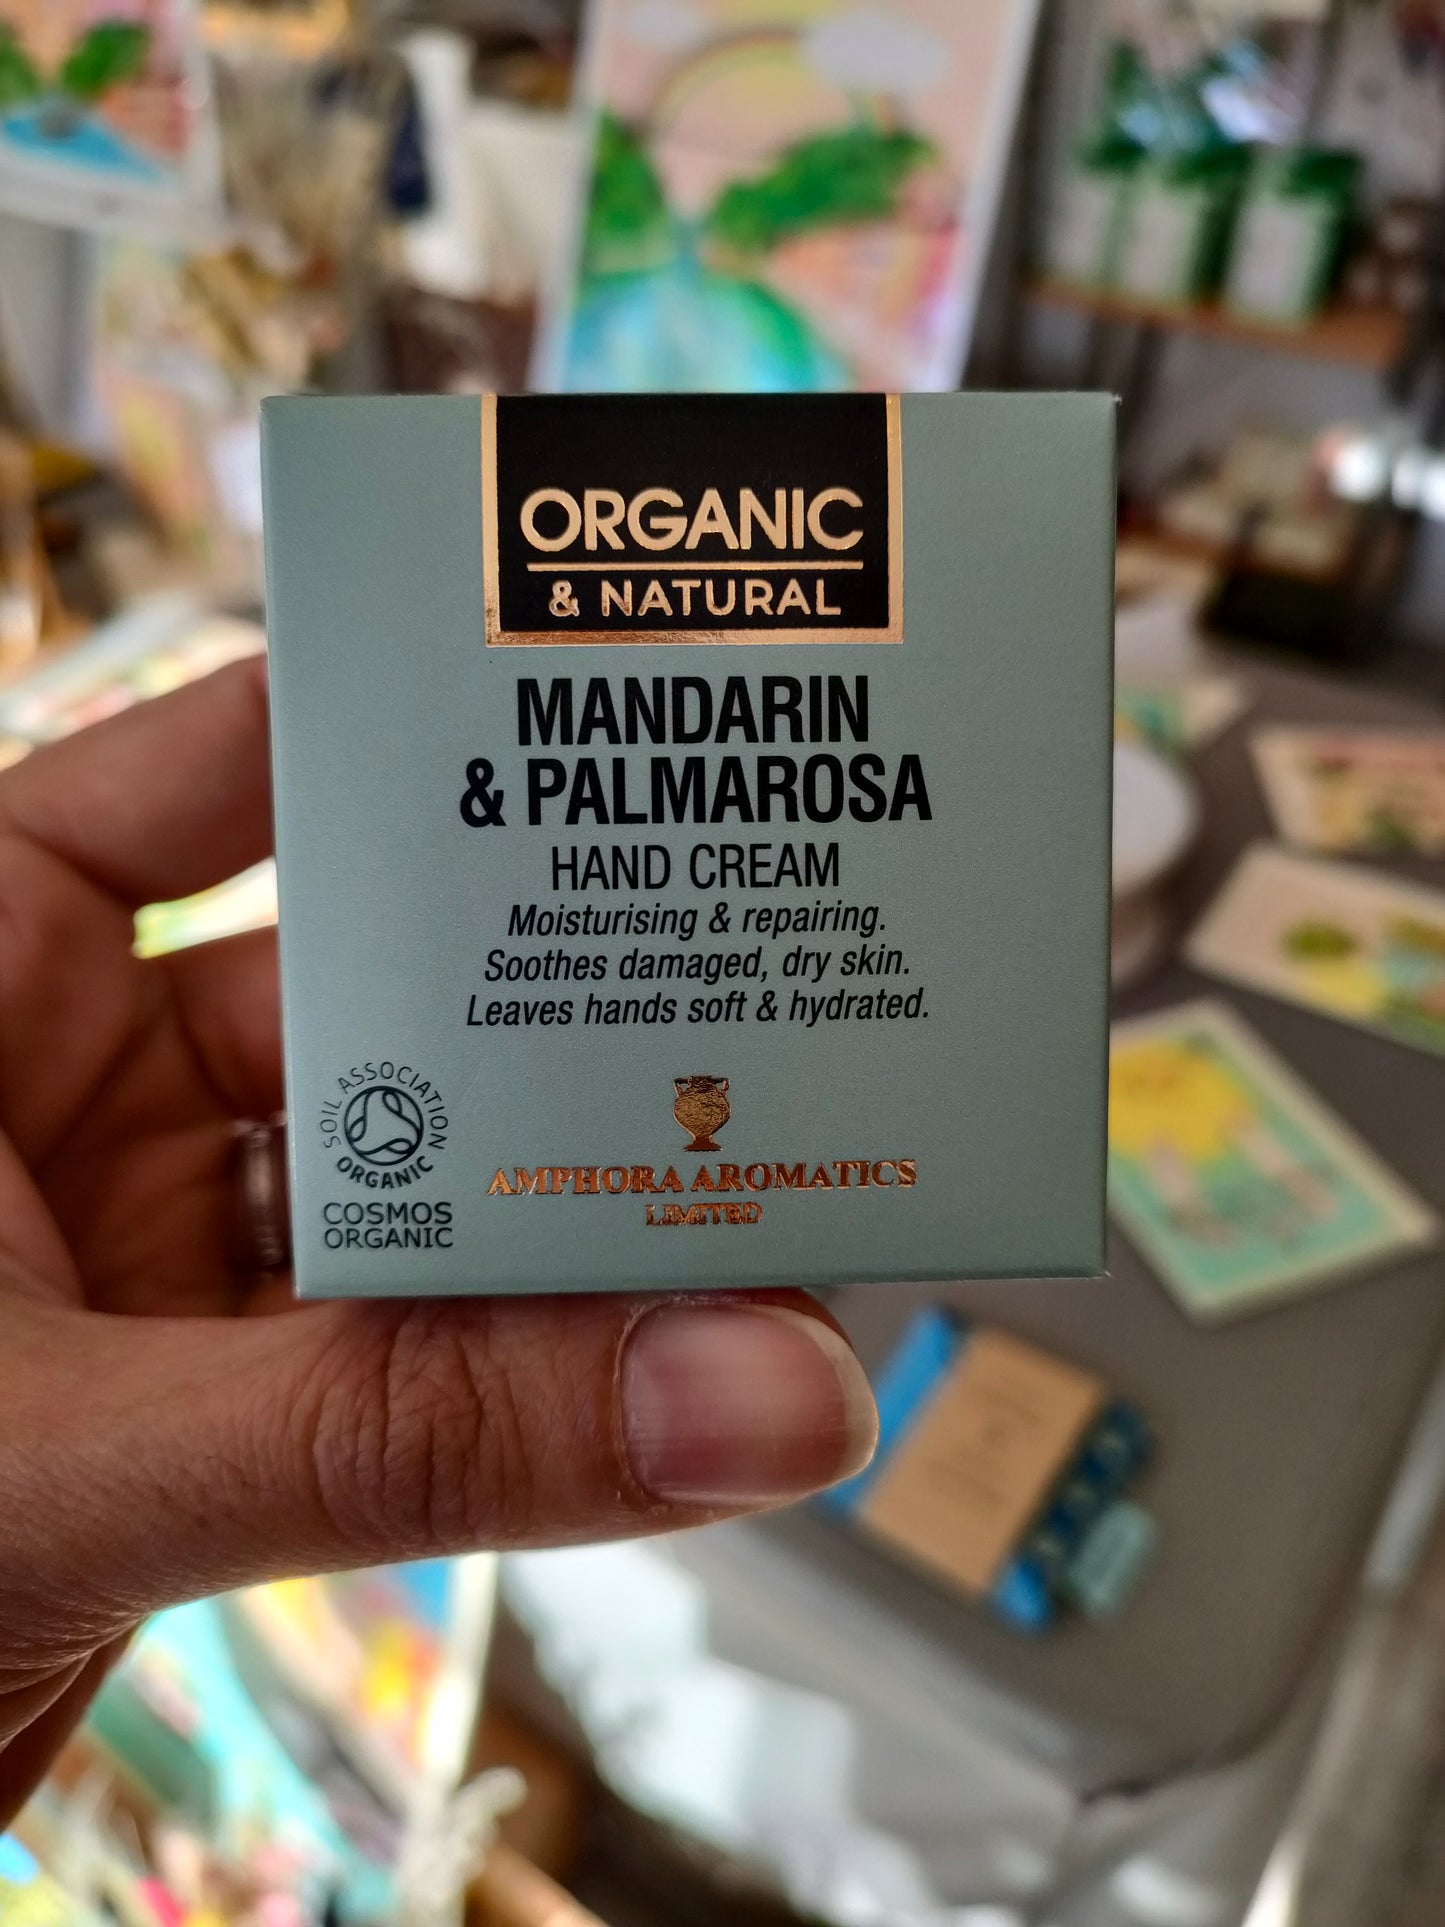 ORGANIC
& NATURAL
MANDARIN
& PALMAROSA
HAND CREAM
Moisturising & repairing.
Soothes damaged, dry skin.
Leaves hands soft & hydrated.
SOIL ASSOCIATION
ORGANIC
COSMOS
ORGANIC
AMPHORA AROMATICS
LIMITED